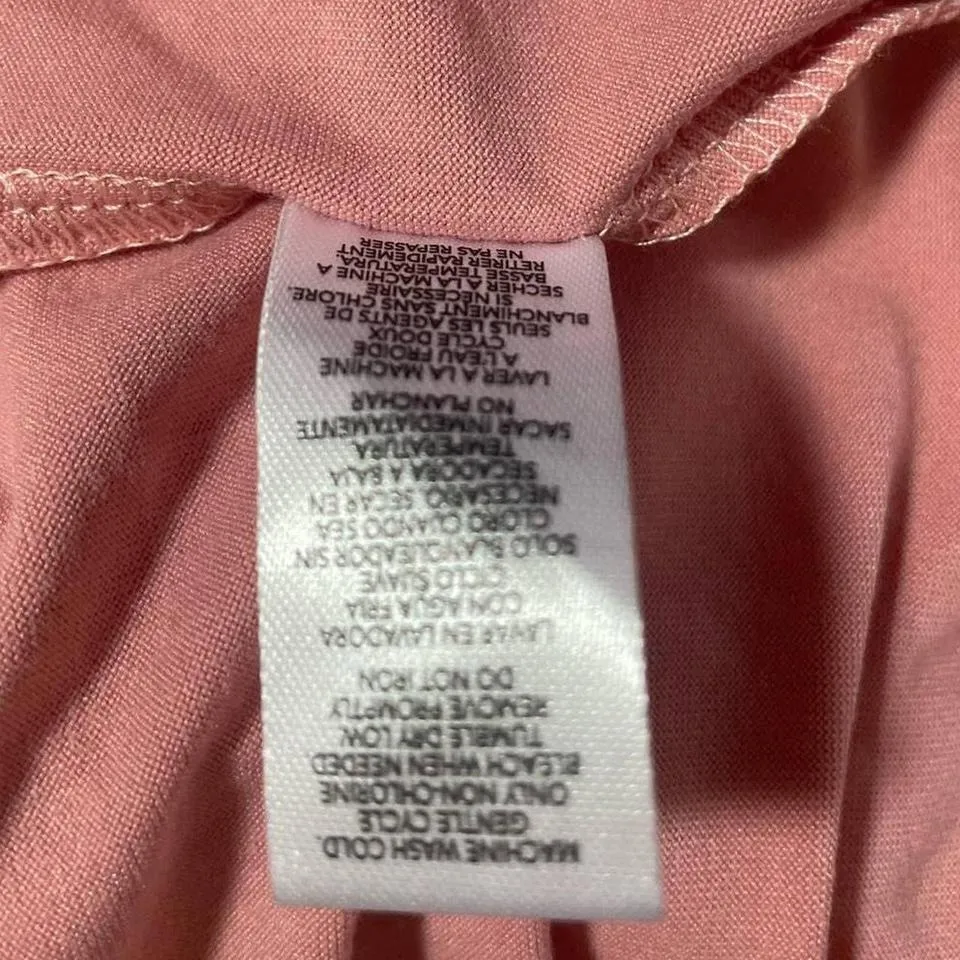 MACHINE WASH COLD.
GENTLE CYCLE
ONLY NON-CHLORINE
BLEACH WHEN NEEDED
TUMBLE DRY LOW.
REMOVE PROMPTLY
DO NOT IRON
LAVAR EN LAVADORA
CON AGUA FRIA
CYCLO SUAVE
SOLO BLANQUEADOR SIN
CLORO CUANDO SEA
NECESARIO. SECAR EN
SECADORA A BAJA
TEMPERATURA
SACAR INMEDIATAMENTE
NO PLANCHAR
LAVER A LA MACHINE
A L'EAU FROIDE
CYCLE DOUX
SEULS LES AGENTS DE
BLANCHIMENT SANS CHLORE.
SI NECESSAIRE
SECHER A LA MACHINE A
BASSE TEMPERATURA
RETIRER RAPIDEMENT.
NE PAS REPASSER